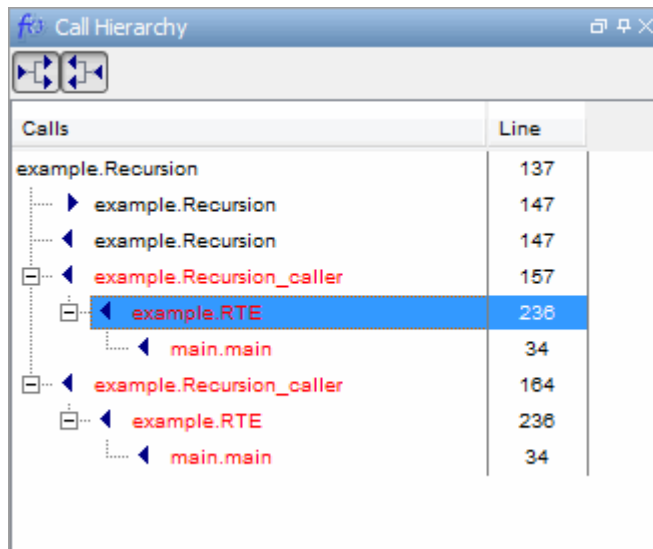 f() Call Hierarchy
Calls Line
example.Recursion 137
example.Recursion 147
example.Recursion 147
example.Recursion_caller 157
example.RTE 236
main.main 34
example.Recursion_caller 164
example.RTE 236
main.main 34